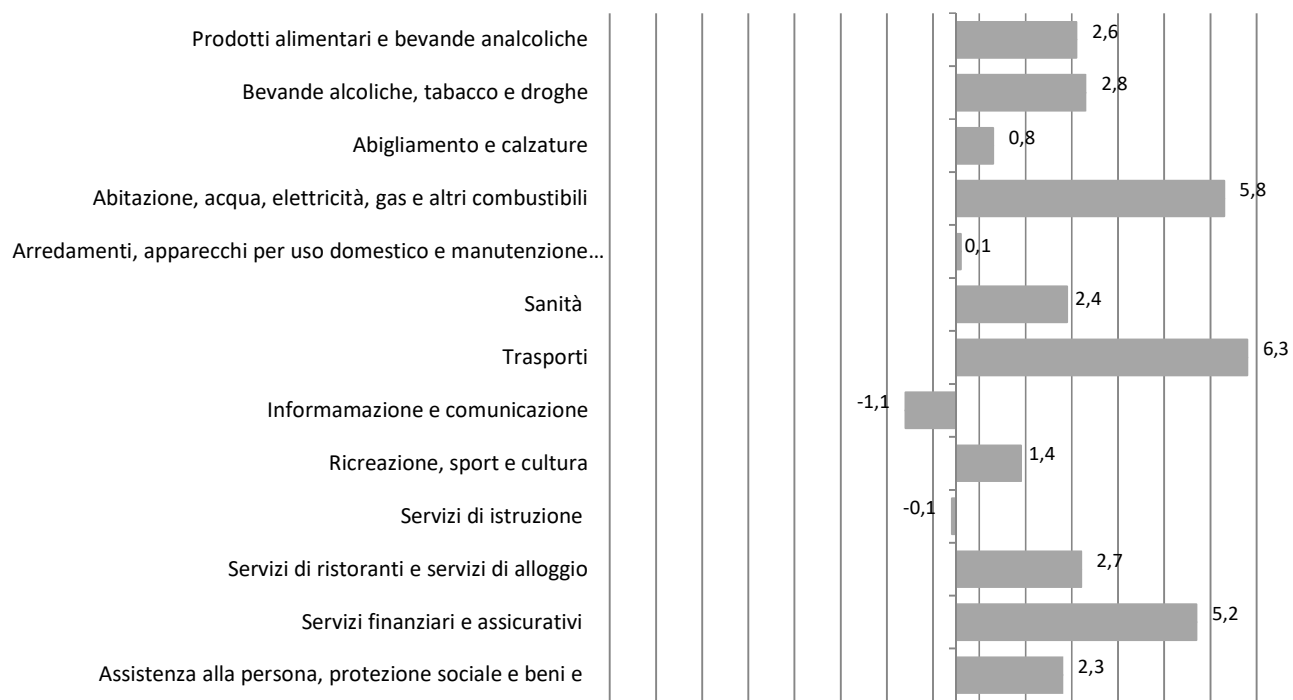 Prodotti alimentari e bevande analcoliche 2,6
Bevande alcoliche, tabacco e droghe 2,8
Abigliamento e calzature 0,8
Abitazione, acqua, elettricità, gas e altri combustibili 5,8
Arredamenti, apparecchi per uso domestico e manutenzione... 0,1
Sanità 2,4
Trasporti 6,3
Informamazione e comunicazione -1,1
Ricreazione, sport e cultura 1,4
Servizi di istruzione -0,1
Servizi di ristoranti e servizi di alloggio 2,7
Servizi finanziari e assicurativi 5,2
Assistenza alla persona, protezione sociale e beni e 2,3